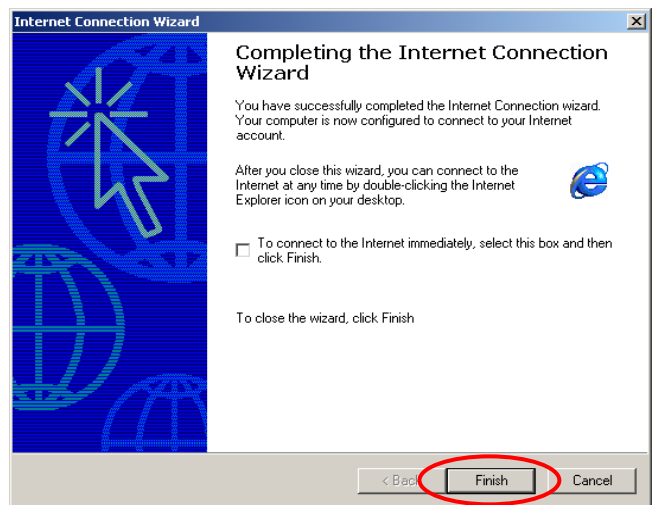 Internet Connection Wizard
Completing the Internet Connection
Wizard
You have successfully completed the Internet Connection wizard.
Your computer is now configured to connect to your Internet
account.
After you close this wizard, you can connect to the
Internet at any time by double-clicking the Internet
Explorer icon on your desktop.
To connect to the Internet immediately, select this box and then
click Finish.
To close the wizard, click Finish
< Back Finish Cancel